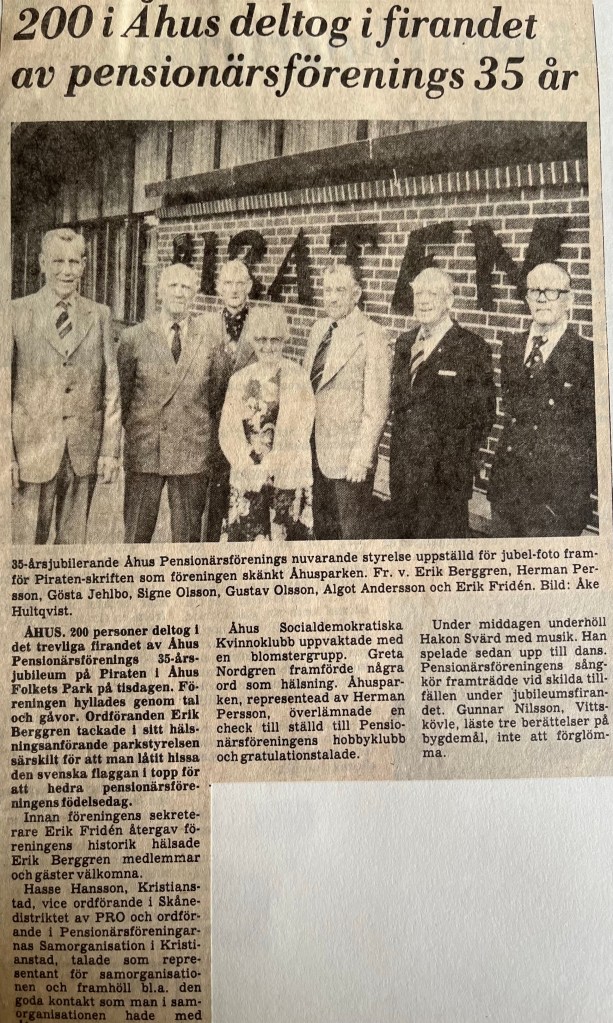 200 i Åhus deltog i firandet
av pensionärsförenings 35 år
PIRATEN
35-årsjubilerande Åhus Pensionärsförenings nuvarande styrelse uppställd för jubel-foto fram-
för Piraten-skriften som föreningen skänkt Åhusparken. Fr. v. Erik Berggren, Herman Per-
sson, Gösta Jehlbo, Signe Olsson, Gustav Olsson, Algot Andersson och Erik Fridén. Bild: Åke
Hultqvist.
ÅHUS. 200 personer deltog i
det trevliga firandet av Åhus
Pensionärsförenings 35-års-
jubileum på Piraten i Åhus
Folkets Park på tisdagen. Fö-
reningen hyllades genom tal
och gåvor. Ordföranden Erik
Berggren tackade i sitt häls-
ningsanförande parkstyrelsen
särskilt för att man låtit hissa
den svenska flaggan i topp för
att hedra pensionärsföre-
ningens födelsedag.
Innan föreningens sekrete-
rare Erik Fridén återgav fö-
reningens historik hälsade
Erik Berggren medlemmar
och gäster välkomna.
Hasse Hansson, Kristians-
tad, vice ordförande i Skåne-
distriktet av PRO och ordfö-
rande i Pensionärsföreningar-
nas Samorganisation i Kristi-
anstad, talade som repre-
sentant för samorganisatio-
nen och framhöll bl.a. den
goda kontakt som man i sam-
organisationen hade med
Åhus Socialdemokratiska
Kvinnoklubb uppvaktade med
en blomstergrupp. Greta
Nordgren framförde några
ord som hälsning. Åhuspar-
ken, representead av Herman
Persson, överlämnade en
check till ställd till Pensio-
närsföreningens hobbyklubb
och gratulationstalade.
Under middagen underhöll
Hakon Svärd med musik. Han
spelade sedan upp till dans.
Pensionärsföreningens sång-
kör framträdde vid skilda till-
fällen under jubileumsfiran-
det. Gunnar Nilsson, Vitts-
kövle, läste tre berättelser på
bygdemål, inte att förglöm-
ma.